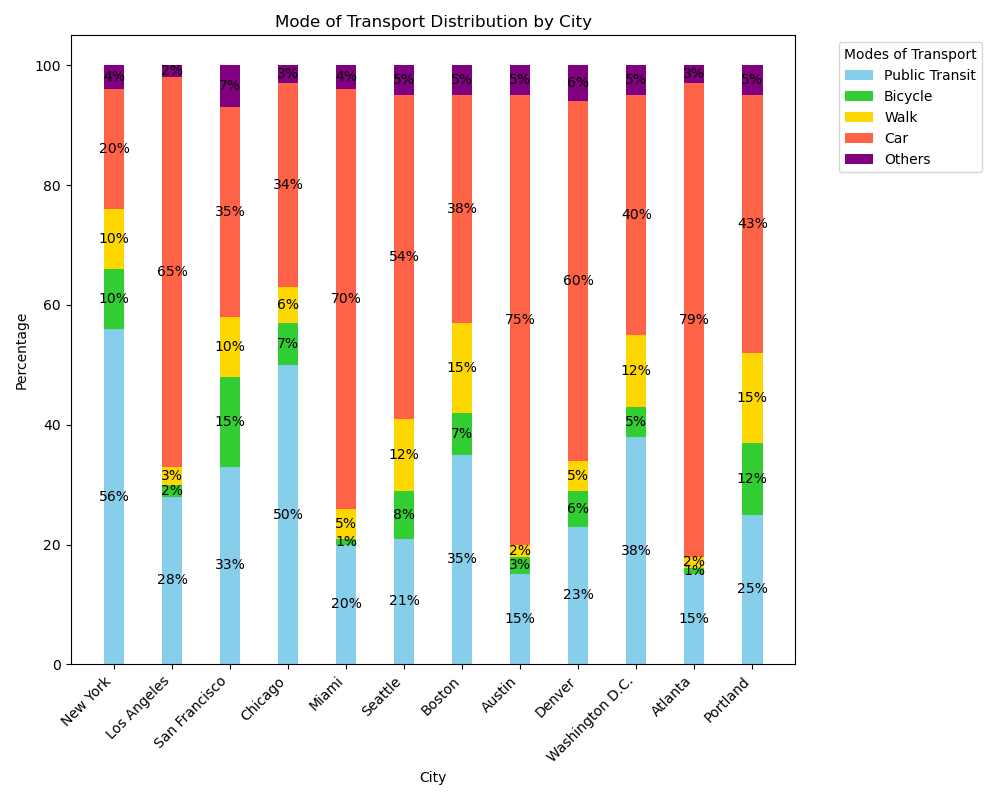 Mode of Transport Distribution by City
Modes of Transport
Public Transit
Bicycle
Walk
Car
Others
Percentage
100
80
60
40
20
0
4% 2% 7% 3% 4% 5% 5% 5% 6% 5% 3% 5%
20% 65% 35% 34% 70% 54% 38% 75% 60% 40% 79% 43%
10% 3% 10% 6% 5% 12% 15% 2% 5% 12% 2% 15%
10% 2% 15% 7% 1% 8% 7% 3% 6% 5% 1% 12%
56% 28% 33% 50% 20% 21% 35% 15% 23% 38% 15% 25%
New York
Los Angeles
San Francisco
Chicago
Miami
Seattle
Boston
Austin
Denver
Washington D.C.
Atlanta
Portland
City